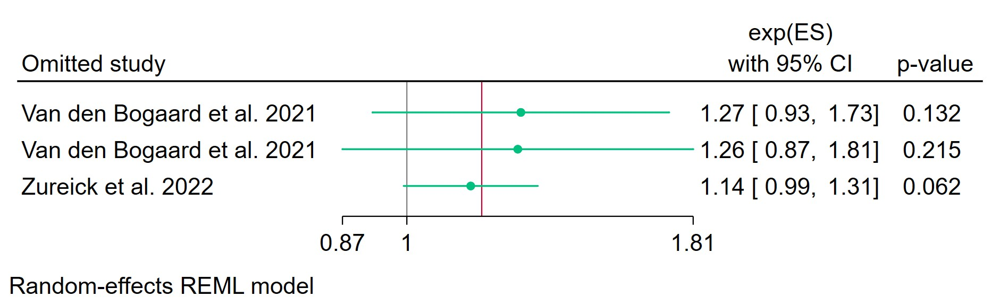 exp(ES)
Omitted study with 95% CI p-value
Van den Bogaard et al. 2021 1.27 [ 0.93, 1.73] 0.132
Van den Bogaard et al. 2021 1.26 [ 0.87, 1.81] 0.215
Zureick et al. 2022 1.14 [ 0.99, 1.31] 0.062
0.87 1 1.81
Random-effects REML model